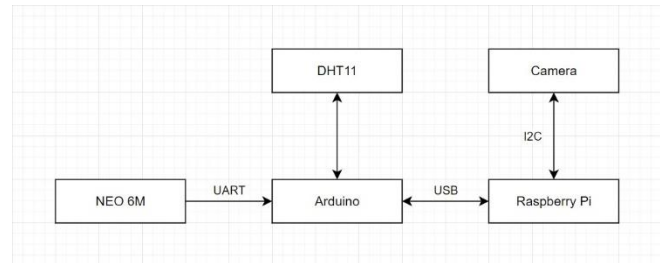 DHT11
Camera
I2C
NEO 6M
UART
Arduino
USB
Raspberry Pi